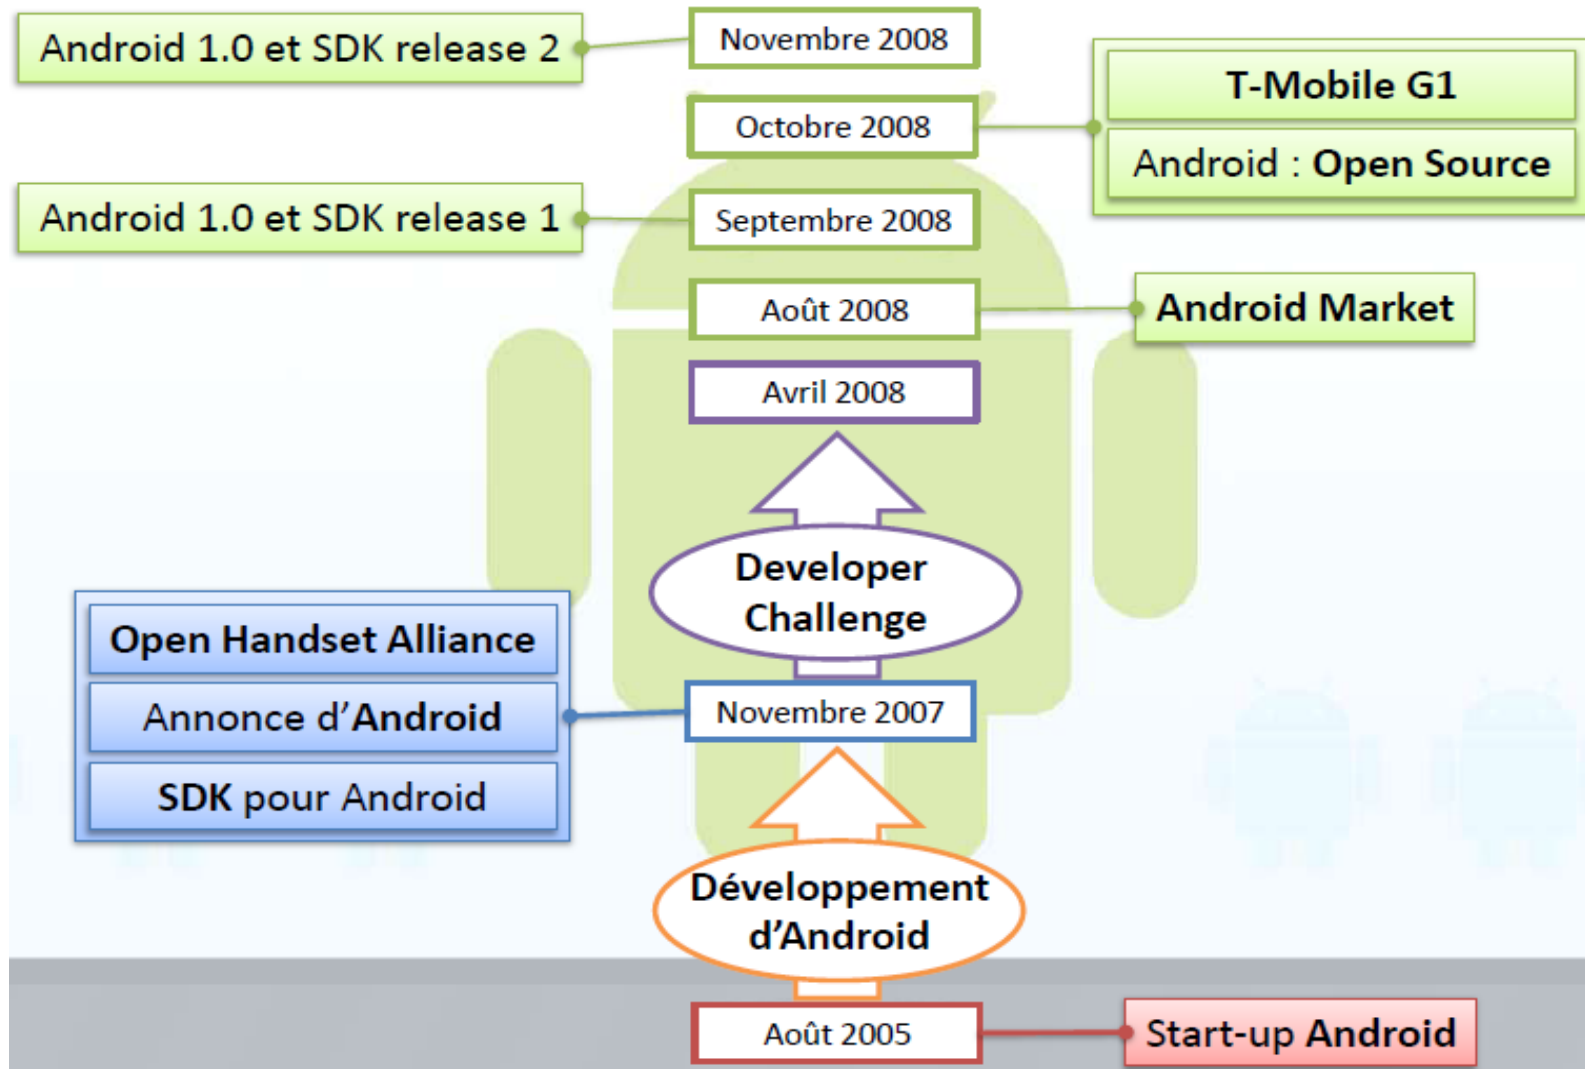 Android 1.0 et SDK release 2
Novembre 2008
Octobre 2008
T-Mobile G1
Android : Open Source
Android 1.0 et SDK release 1
Septembre 2008
Août 2008
Android Market
Avril 2008
Developer
Challenge
Open Handset Alliance
Annonce d’Android
SDK pour Android
Novembre 2007
Développement
d’Android
Août 2005
Start-up Android